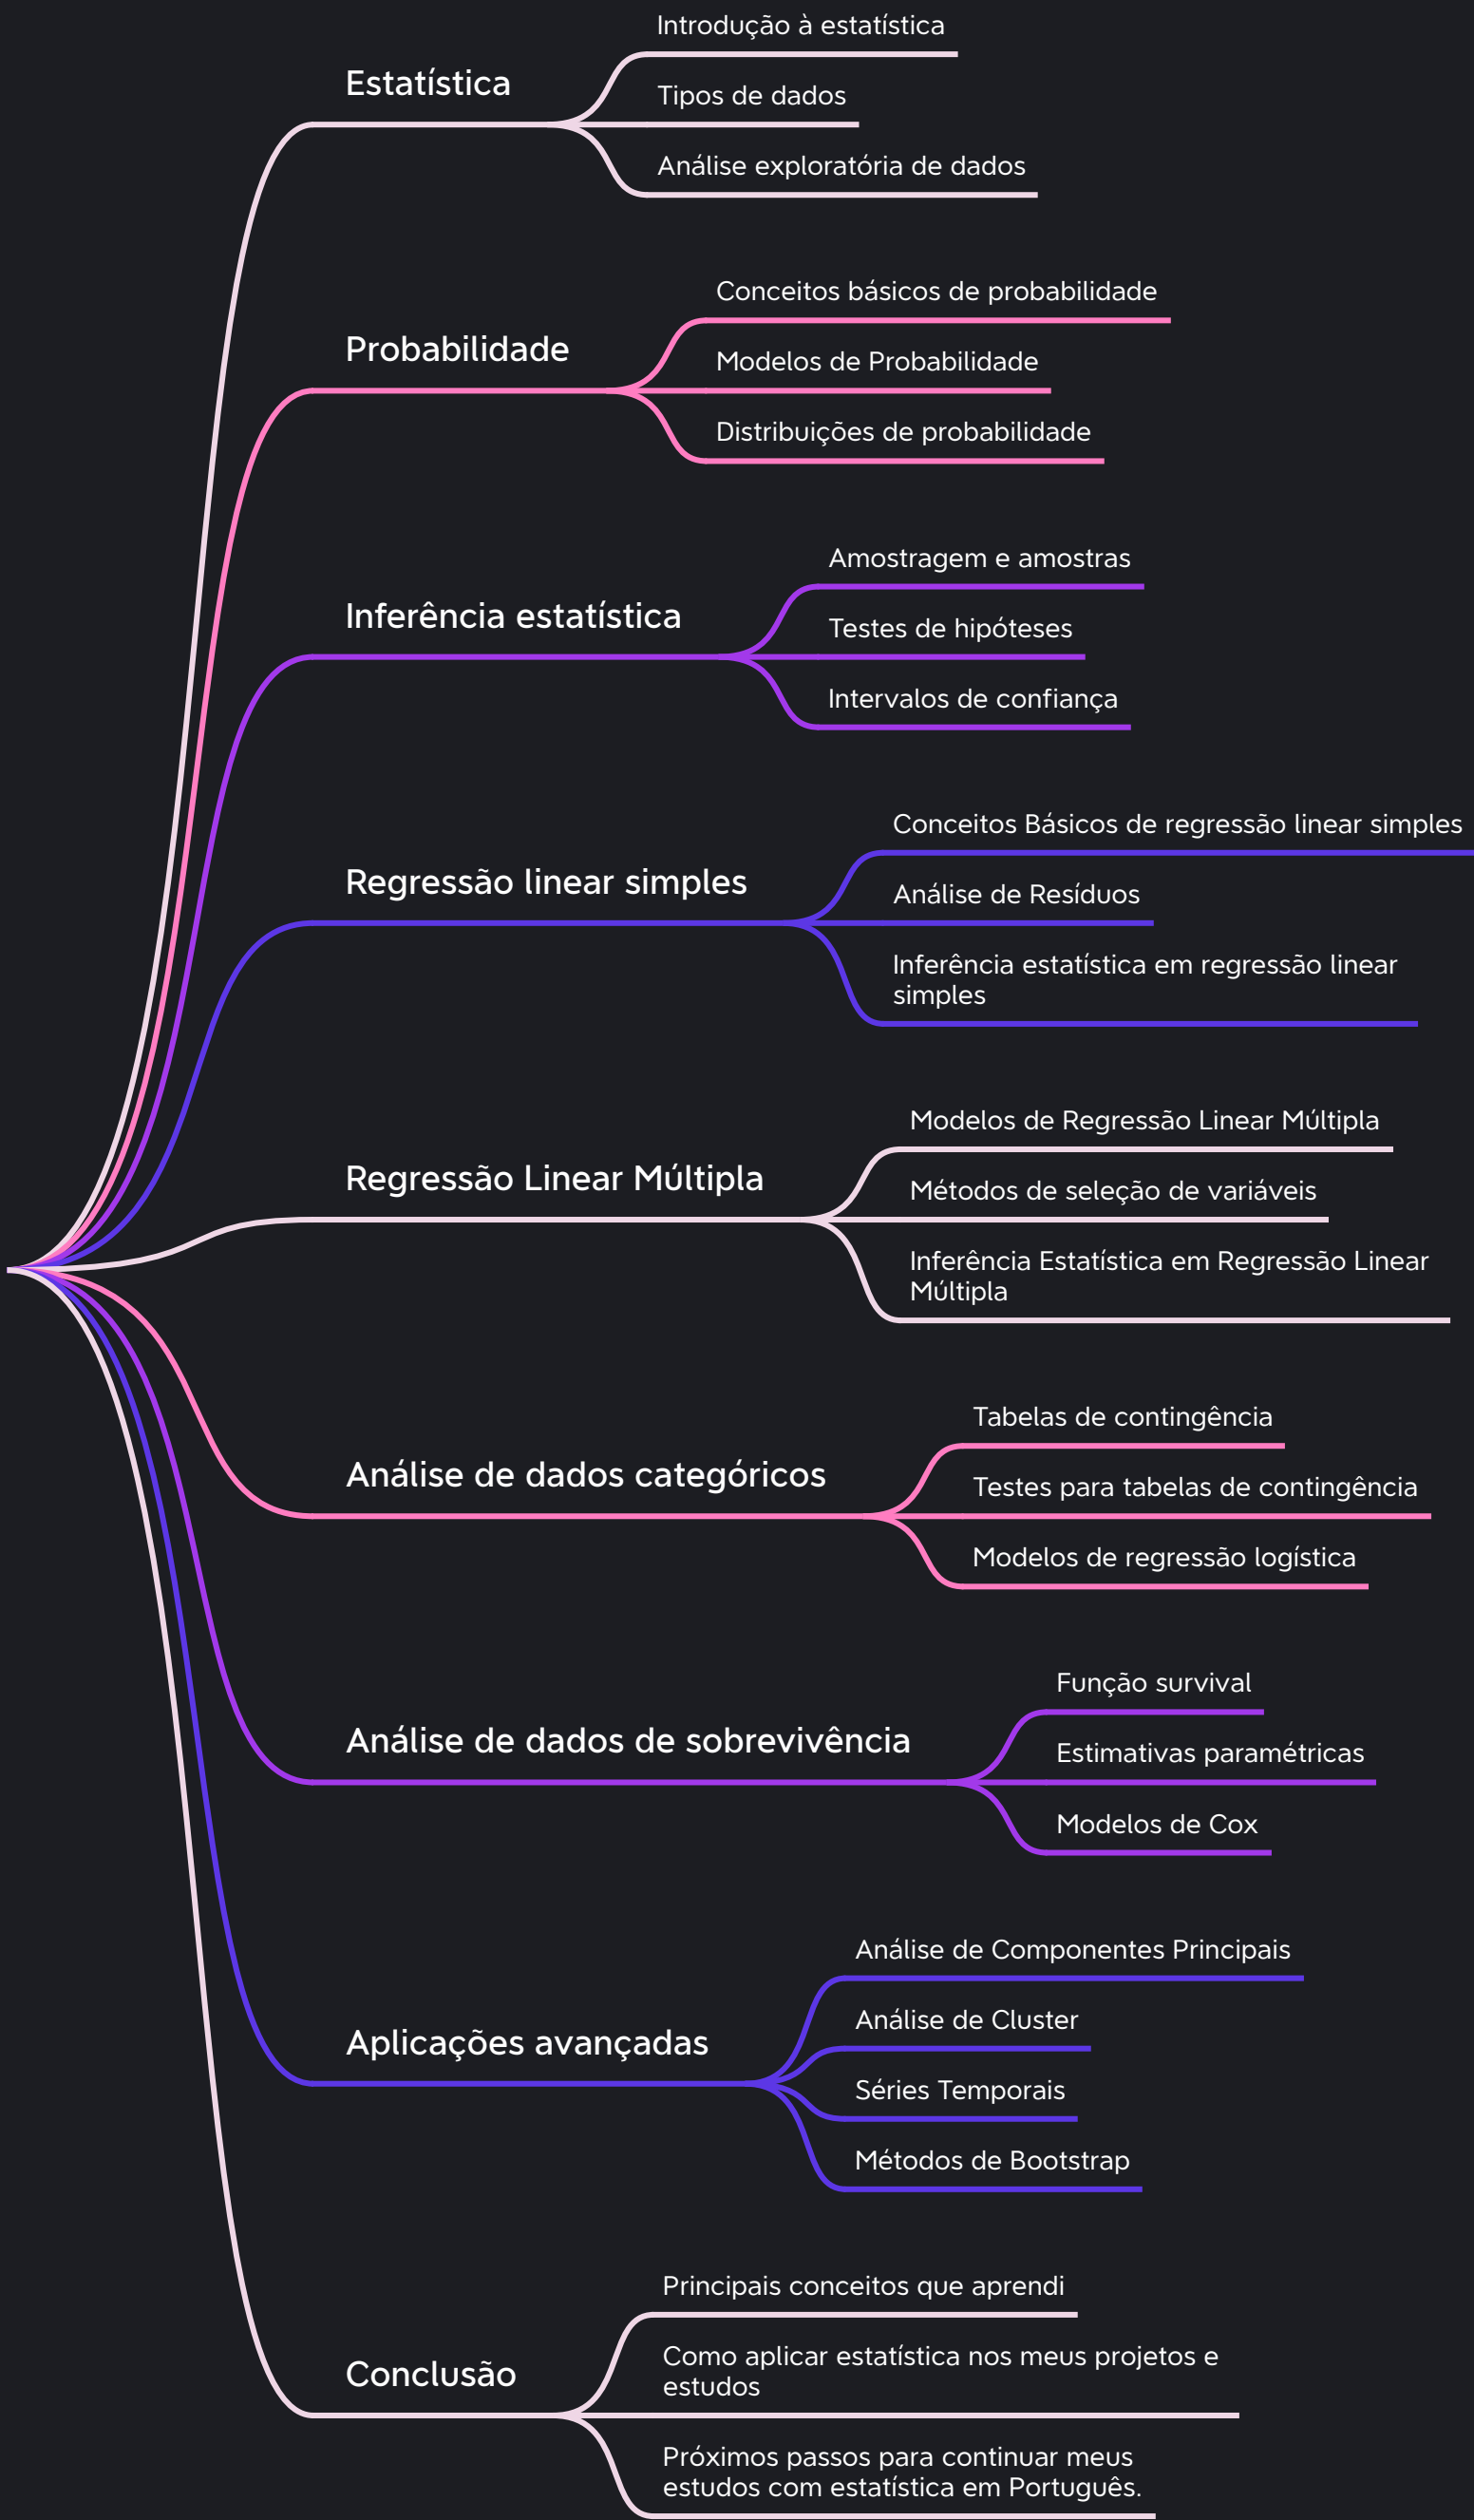 Estatística
Introdução à estatística
Tipos de dados
Análise exploratória de dados
Probabilidade
Conceitos básicos de probabilidade
Modelos de Probabilidade
Distribuições de probabilidade
Inferência estatística
Amostragem e amostras
Testes de hipóteses
Intervalos de confiança
Regressão linear simples
Conceitos Básicos de regressão linear simples
Análise de Resíduos
Inferência estatística em regressão linear
simples
Regressão Linear Múltipla
Modelos de Regressão Linear Múltipla
Métodos de seleção de variáveis
Inferência Estatística em Regressão Linear
Múltipla
Análise de dados categóricos
Tabelas de contingência
Testes para tabelas de contingência
Modelos de regressão logística
Análise de dados de sobrevivência
Função survival
Estimativas paramétricas
Modelos de Cox
Aplicações avançadas
Análise de Componentes Principais
Análise de Cluster
Séries Temporais
Métodos de Bootstrap
Conclusão
Principais conceitos que aprendi
Como aplicar estatística nos meus projetos e
estudos
Próximos passos para continuar meus
estudos com estatística em Português.